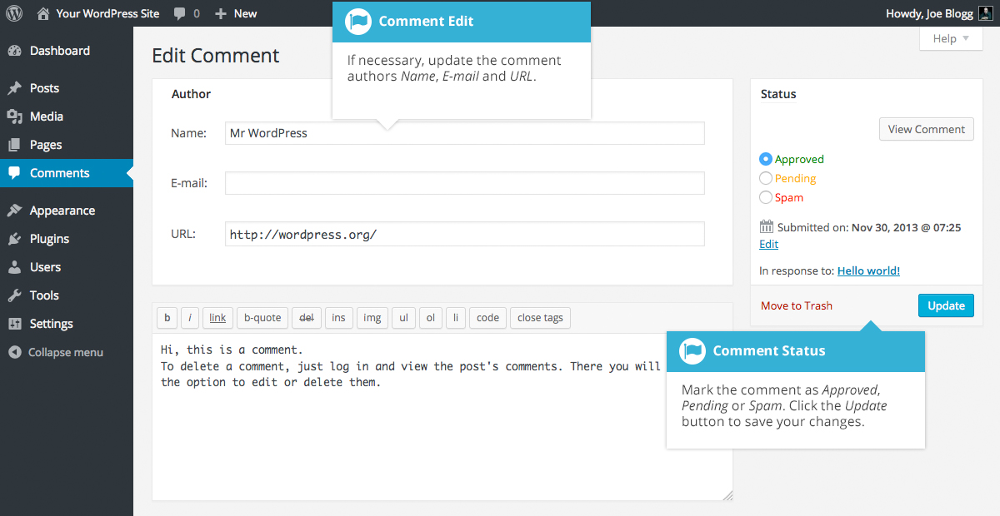 Your WordPress Site 0 New
Howdy, Joe Blogg
Help
Dashboard
Posts
Media
Pages
Comments
Appearance
Plugins
Users
Tools
Settings
Collapse menu
Edit Comment
Comment Edit
If necessary, update the comment
authors Name, E-mail and URL.
Author
Name: Mr WordPress
E-mail:
URL: http://wordpress.org/
b i link b-quote del ins img ul ol li code close tags
Hi, this is a comment.
To delete a comment, just log in and view the post's comments. There you will
the option to edit or delete them.
Status
View Comment
Approved
Pending
Spam
Submitted on: Nov 30, 2013 @ 07:25
Edit
In response to: Hello world!
Move to Trash Update
Comment Status
Mark the comment as Approved,
Pending or Spam. Click the Update
button to save your changes.